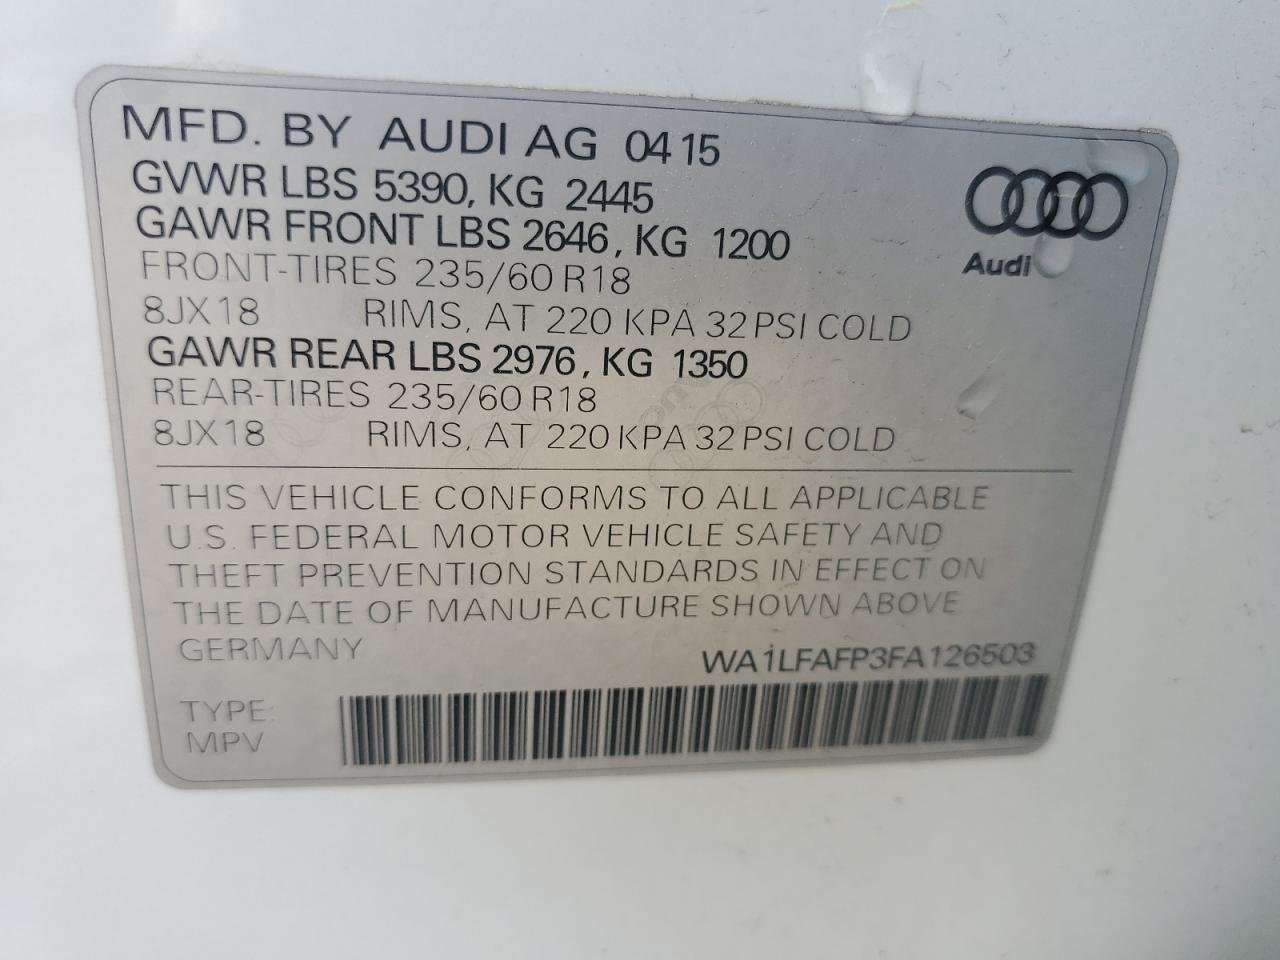 MFD. BY AUDI AG 04 15
GVWR LBS 5390, KG 2445
GAWR FRONT LBS 2646, KG 1200
FRONT-TIRES 235/60 R18
8JX18 RIMS, AT 220 KPA 32 PSI COLD
GAWR REAR LBS 2976, KG 1350
REAR-TIRES 235/60 R18
8JX18 RIMS, AT 220 KPA 32 PSI COLD
Audi
THIS VEHICLE CONFORMS TO ALL APPLICABLE
U.S. FEDERAL MOTOR VEHICLE SAFETY AND
THEFT PREVENTION STANDARDS IN EFFECT ON
THE DATE OF MANUFACTURE SHOWN ABOVE
GERMANY WA1LFAFP3FA126503
TYPE:
MPV